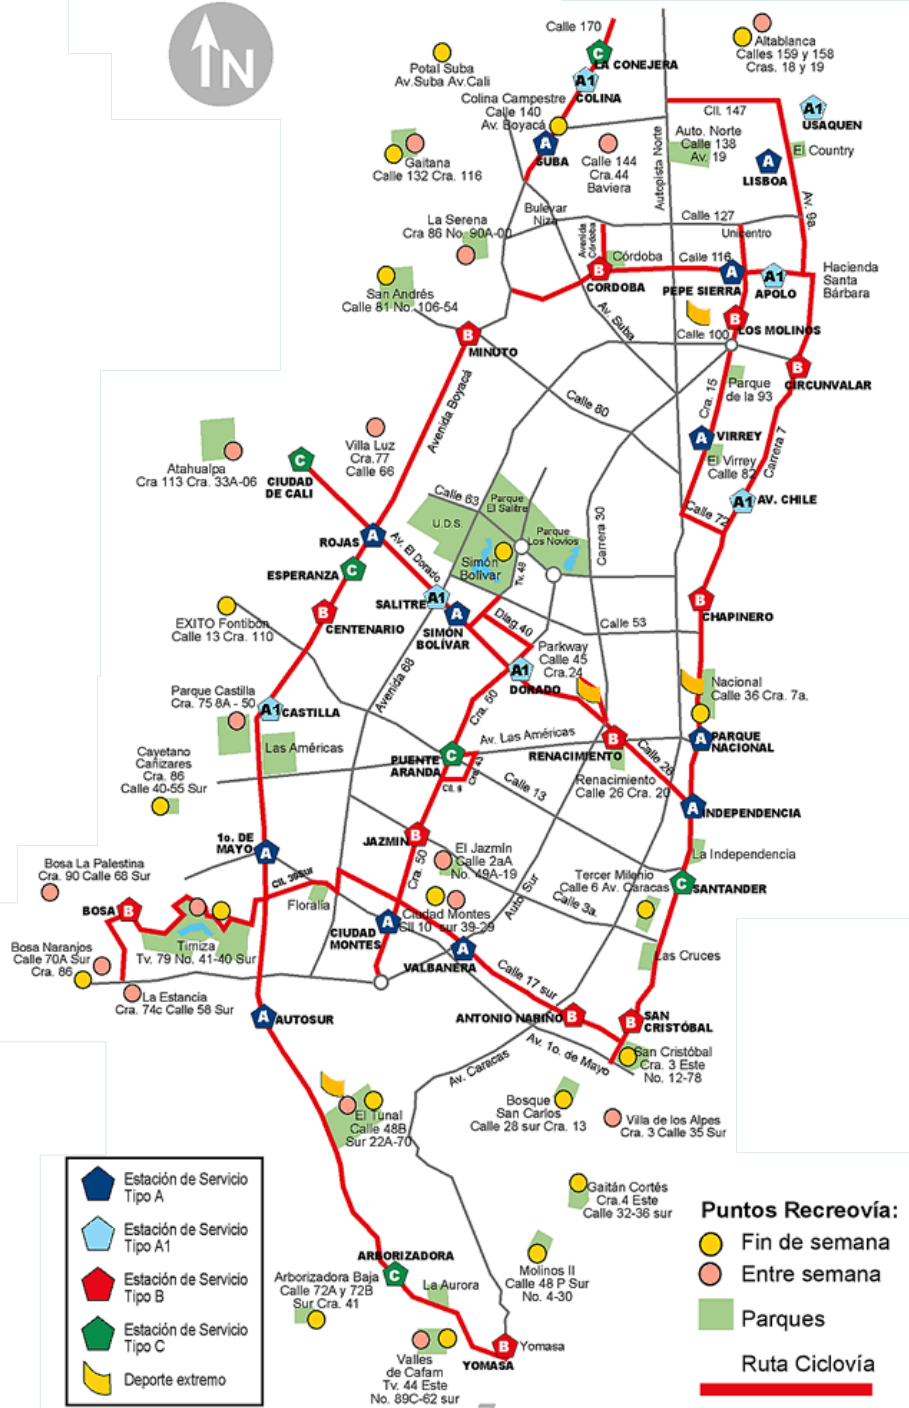 N
Calle 170
C
LA CONEJERA
A1
COLINA
Potal Suba
Av.Suba Av.Cali
Colina Campestre
Calle 140
Av. Boyacá
A
SUBA
Altablanca
Calles 159 y 158
Cras. 18 y 19
Cll. 147
A1
USAQUEN
Autopista Norte
Auto. Norte
Calle 138
Av. 19
El Country
A
LISBOA
Av. 9a.
Gaitana
Calle 132 Cra. 116
Calle 144
Cra.44
Baviera
Bulevar
Niza
Calle 127
Unicentro
La Serena
Cra 86 No. 90A-00
Avenida
Córdoba
Córdoba
Calle 116
B
CORDOBA
A
PEPE SIERRA
A1
APOLO
Hacienda
Santa
Bárbara
San Andrés
Calle 81 No. 106-54
Av. Suba
B
LOS MOLINOS
Calle 100
B
MINUTO
B
CIRCUNVALAR
Avenida Boyacá
Calle 80
Cra. 15
Parque
de la 93
Villa Luz
Cra.77
Calle 66
Atahualpa
Cra 113 Cra. 33A-06
A
VIRREY
El Virrey
Calle 82
Carrera 7
C
CIUDAD
DE CALI
Calle 63
Parque
El Salitre
U.D.S.
Parque
Los Novios
Carrera 30
A1
AV. CHILE
Calle 72
ROJAS
A
Av. El Dorado
Simón
Bolívar
Tv. 48
ESPERANZA
C
SALITRE
A1
A
SIMÓN
BOLÍVAR
Diag.40
Calle 53
B
CHAPINERO
EXITO Fontibón
Calle 13 Cra. 110
B
CENTENARIO
Parkway
Calle 45
Cra.24
A1
DORADO
Avenida 68
Cra. 50
Nacional
Calle 36 Cra. 7a.
Parque Castilla
Cra. 75 8A - 50
A1
CASTILLA
Las Américas
Av. Las Américas
B
RENACIMIENTO
Calle 26
A
PARQUE
NACIONAL
PUENTE
ARANDA
C
Cra. 43
Cll. 8
Calle 13
Renacimiento
Calle 26 Cra. 20
A
INDEPENDENCIA
Cayetano
Cañizares
Cra. 86
Calle 40-55 Sur
1o. DE
MAYO
A
JAZMIN
B
Cra. 50
El Jazmín
Calle 2aA
No. 49A-19
La Independencia
Tercer Milenio
Calle 6 Av. Caracas
C
SANTANDER
Bosa La Palestina
Cra. 90 Calle 68 Sur
BOSA
B
Cll. 39sur
Floralia
Auto. Sur
Calle 3a.
Timiza
Tv. 79 No. 41-40 Sur
CIUDAD
MONTES
A
Ciudad Montes
Cll 10 sur 39-29
A
VALBANERA
Las Cruces
Bosa Naranjos
Calle 70A Sur
Cra. 86
La Estancia
Cra. 74c Calle 58 Sur
Calle 17 sur
A
AUTOSUR
ANTONIO NARIÑO
B
B
SAN
CRISTÓBAL
Av. 1o. de Mayo
San Cristóbal
Cra. 3 Este
No. 12-78
Av. Caracas
El Tunal
Calle 48B
Sur 22A-70
Bosque
San Carlos
Calle 28 sur Cra. 13
Villa de los Alpes
Cra. 3 Calle 35 Sur
Gaitán Cortés
Cra.4 Este
Calle 32-36 sur
Molinos II
Calle 48 P Sur
No. 4-30
ARBORIZADORA
C
Arborizadora Baja
Calle 72A y 72B
Sur Cra. 41
La Aurora
B
Yomasa
YOMASA
Valles
de Cafam
Tv. 44 Este
No. 89C-62 sur
A
Estación de Servicio
Tipo A
Estación de Servicio
Tipo A1
Estación de Servicio
Tipo B
Estación de Servicio
Tipo C
Deporte extremo
Puntos Recreovía:
Fin de semana
Entre semana
Parques
Ruta Ciclovía